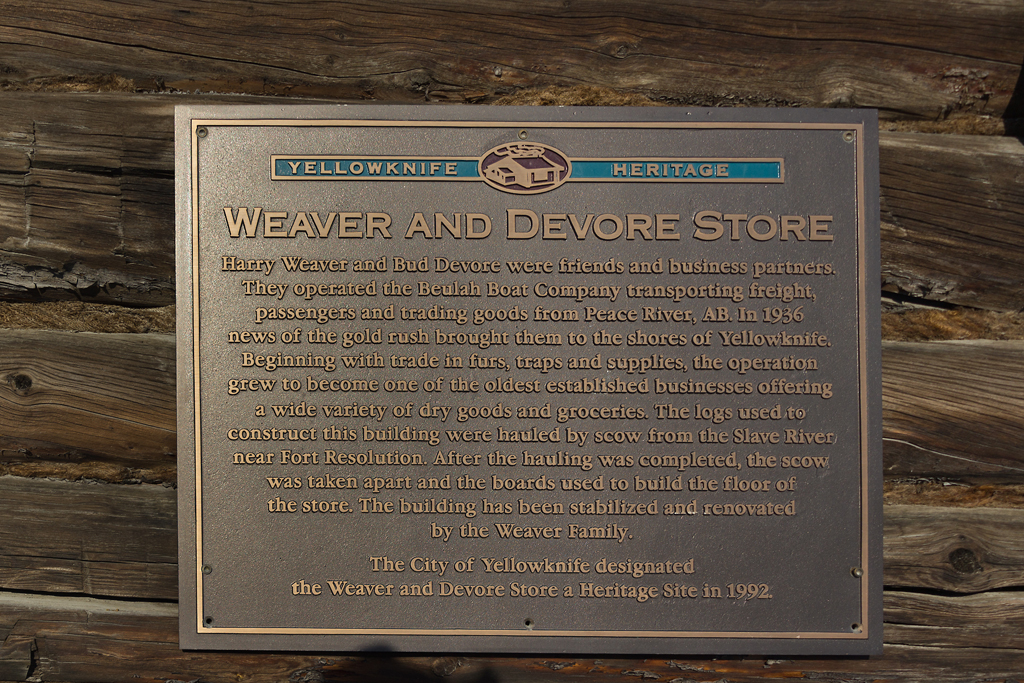 YELLOWKNIFE HERITAGE
WEAVER AND DEVORE STORE
Harry Weaver and Bud Devore were friends and business partners.
They operated the Beulah Boat Company transporting freight,
passengers and trading goods from Peace River, AB. In 1936
news of the gold rush brought them to the shores of Yellowknife.
Beginning with trade in furs, traps and supplies, the operation
grew to become one of the oldest established businesses offering
a wide variety of dry goods and groceries. The logs used to
construct this building were hauled by scow from the Slave River
near Fort Resolution. After the hauling was completed, the scow
was taken apart and the boards used to build the floor of
the store. The building has been stabilized and renovated
by the Weaver Family.
The City of Yellowknife designated
the Weaver and Devore Store a Heritage Site in 1992.